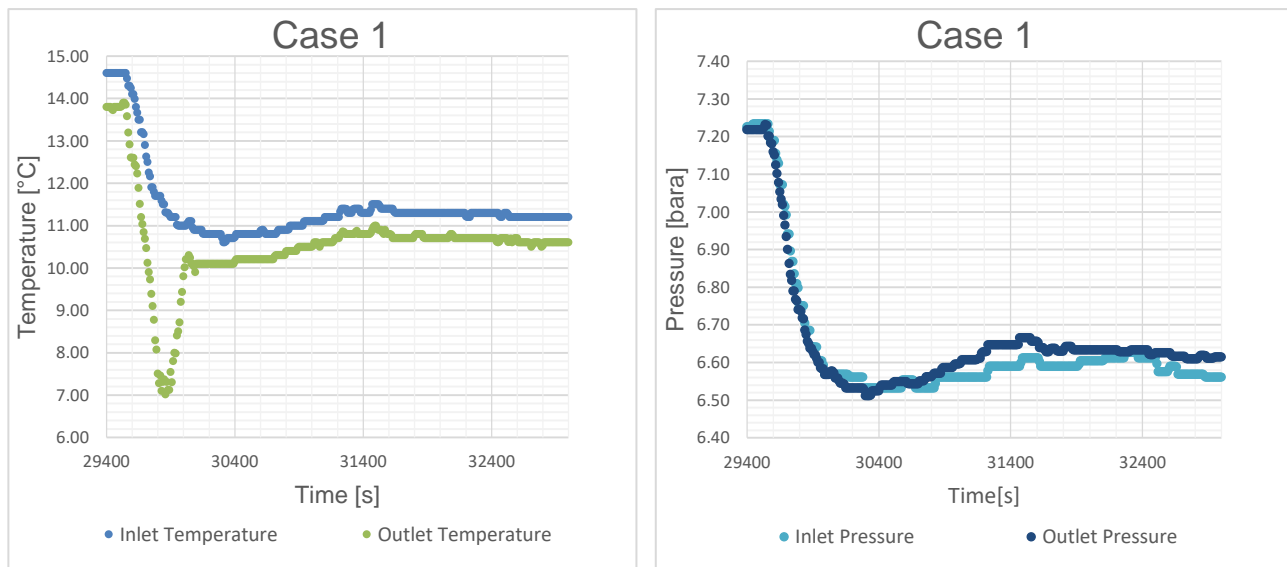 Case 1
15.00
14.00
13.00
12.00
11.00
10.00
9.00
8.00
7.00
6.00
Temperature [°C]
29400 30400 31400 32400
Time [s]
Inlet Temperature Outlet Temperature
Case 1
7.40
7.30
7.20
7.10
7.00
6.90
6.80
6.70
6.60
6.50
6.40
Pressure [bara]
29400 30400 31400 32400
Time[s]
Inlet Pressure Outlet Pressure